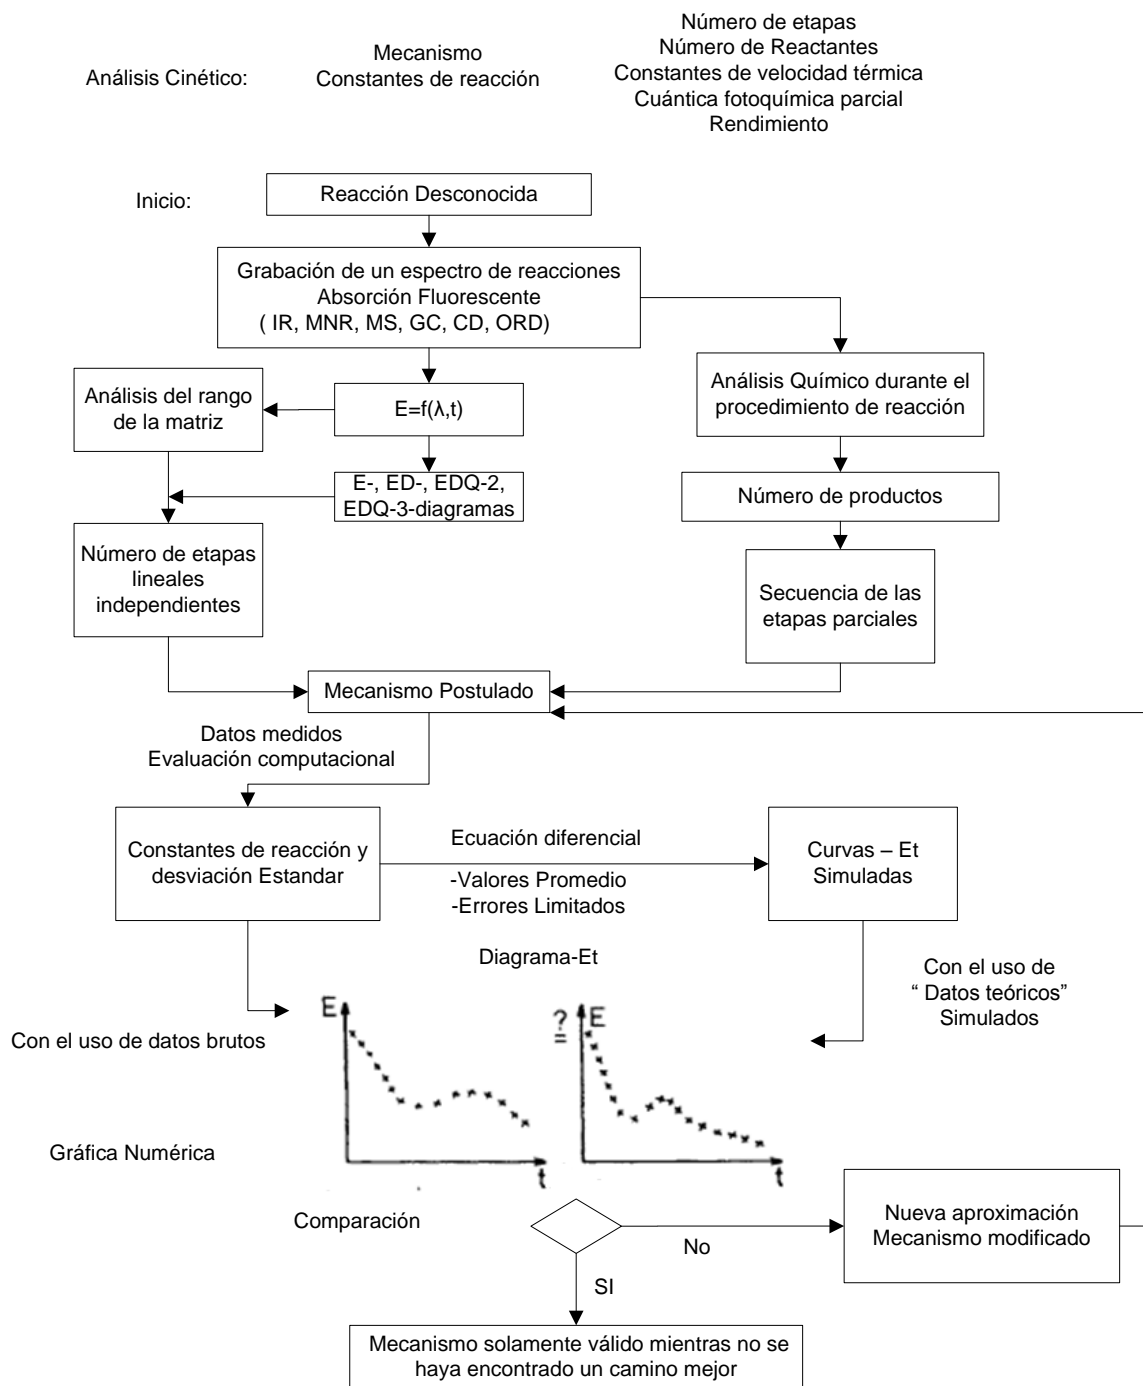 Número de etapas
Número de Reactantes
Constantes de velocidad térmica
Cuántica fotoquímica parcial
Rendimiento
Mecanismo
Constantes de reacción
Análisis Cinético:
Inicio:
Reacción Desconocida
Grabación de un espectro de reacciones
Absorción Fluorescente
( IR, MNR, MS, GC, CD, ORD)
Análisis del rango
de la matriz
E=f(λ,t)
Análisis Químico durante el
procedimiento de reacción
E-, ED-, EDQ-2,
EDQ-3-diagramas
Número de productos
Número de etapas
lineales
independientes
Secuencia de las
etapas parciales
Mecanismo Postulado
Datos medidos
Evaluación computacional
Constantes de reacción y
desviación Estandar
Ecuación diferencial
-Valores Promedio
-Errores Limitados
Curvas – Et
Simuladas
Diagrama-Et
Con el uso de
“ Datos teóricos”
Simulados
Con el uso de datos brutos
E
t
?
E
t
Gráfica Numérica
Comparación
No
Nueva aproximación
Mecanismo modificado
SI
Mecanismo solamente válido mientras no se
haya encontrado un camino mejor